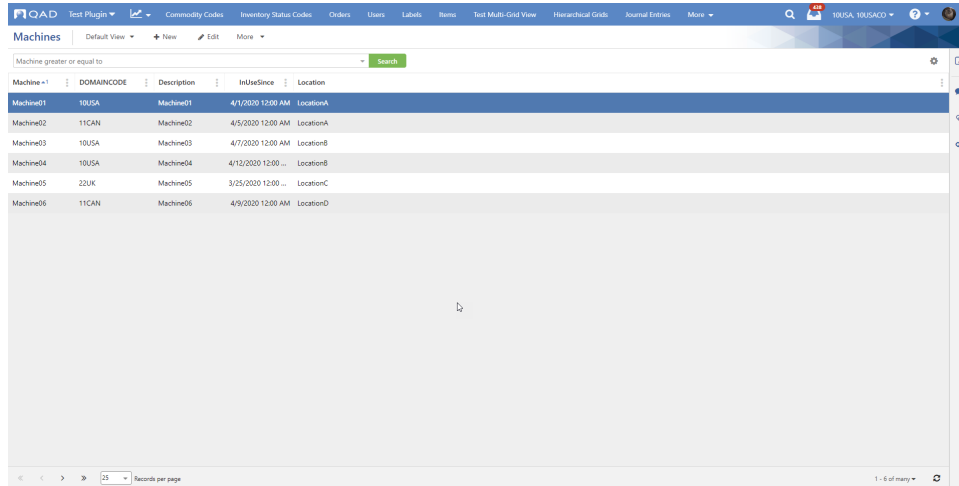 QAD Test Plugin Commodity Codes Inventory Status Codes Orders Users Labels Items Test Multi-Grid View Hierarchical Grids Journal Entries More 438 10USA, 10USACO ?
Machines Default View + New Edit More
Machine greater or equal to Search
Machine 1 DOMAINCODE Description InUseSince Location
Machine01 10USA Machine01 4/1/2020 12:00 AM LocationA
Machine02 11CAN Machine02 4/5/2020 12:00 AM LocationA
Machine03 10USA Machine03 4/7/2020 12:00 AM LocationB
Machine04 10USA Machine04 4/12/2020 12:00 ... LocationB
Machine05 22UK Machine05 3/25/2020 12:00 ... LocationC
Machine06 11CAN Machine06 4/9/2020 12:00 AM LocationD
25 Records per page 1 - 6 of many